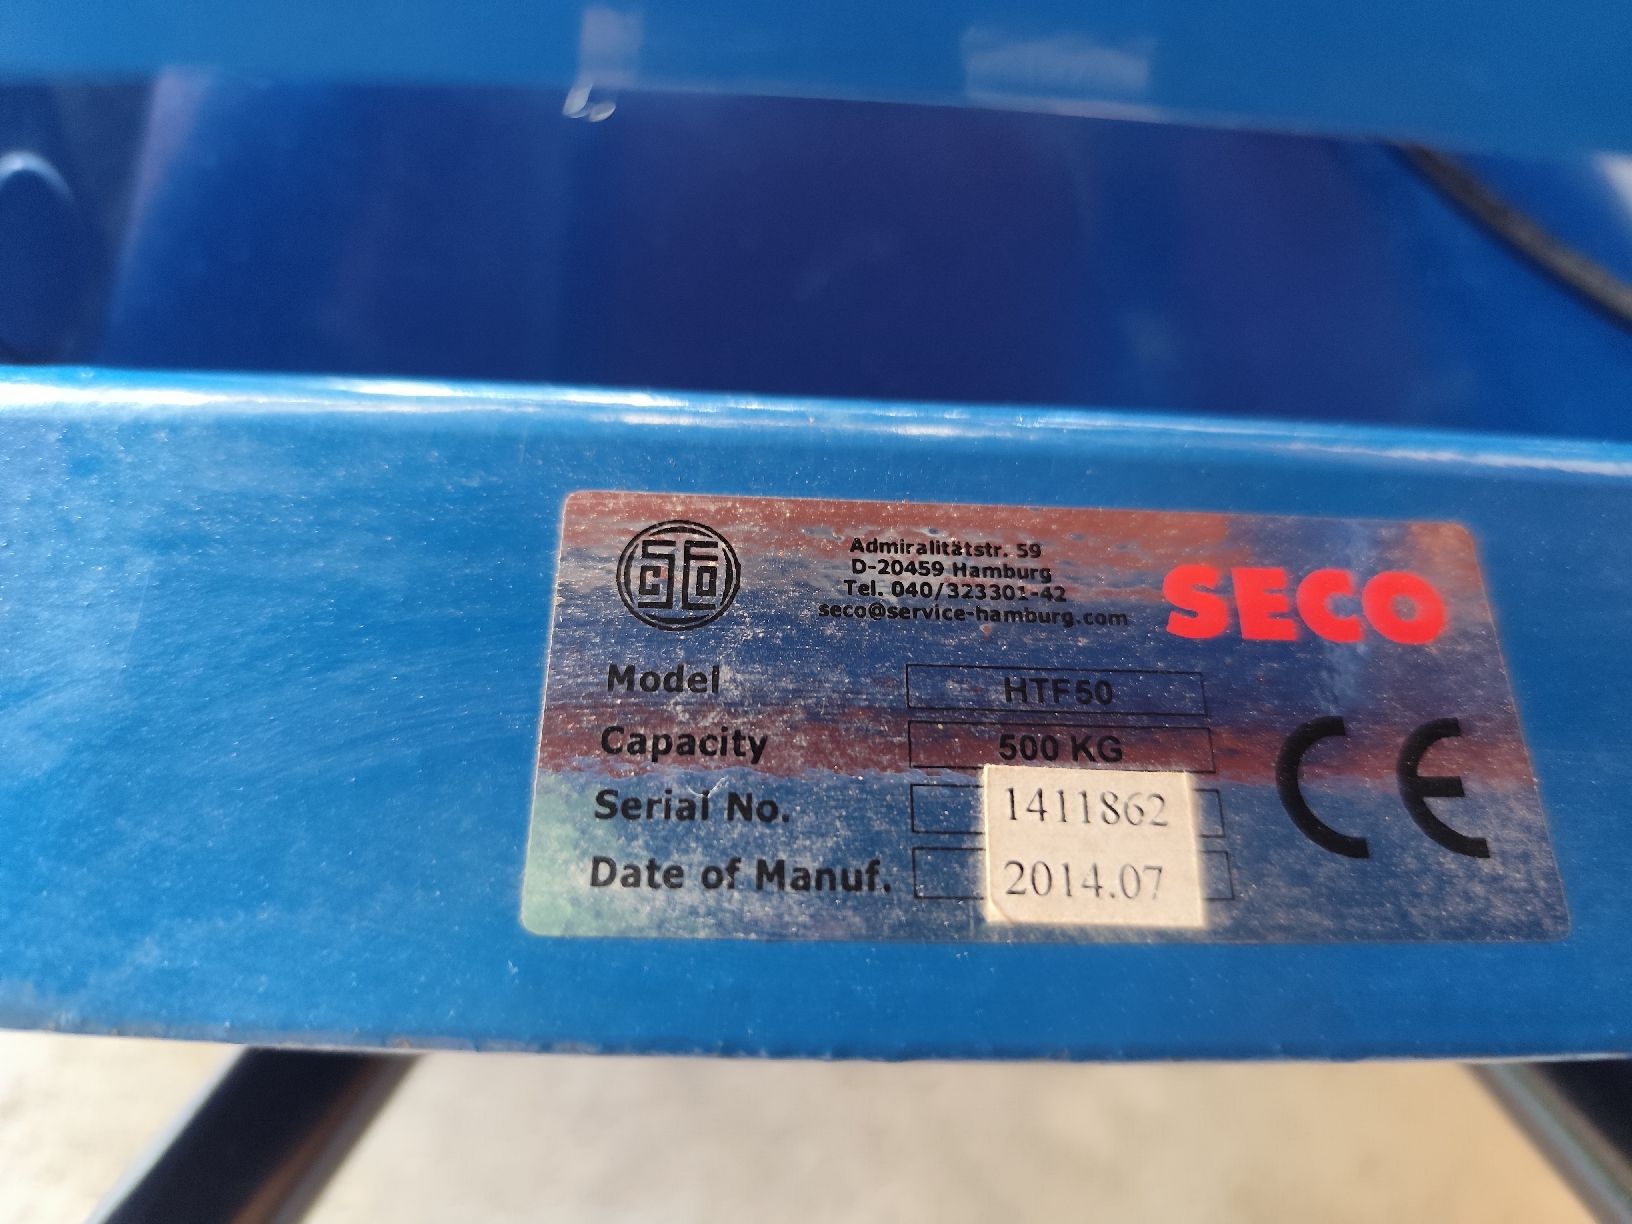 SECO
Admiralitätstr. 59
D-20459 Hamburg
Tel. 040/323301-42
seco@service-hamburg.com
SECO
Model HTF50
Capacity 500 KG
Serial No. 1411862
Date of Manuf. 2014.07
CE